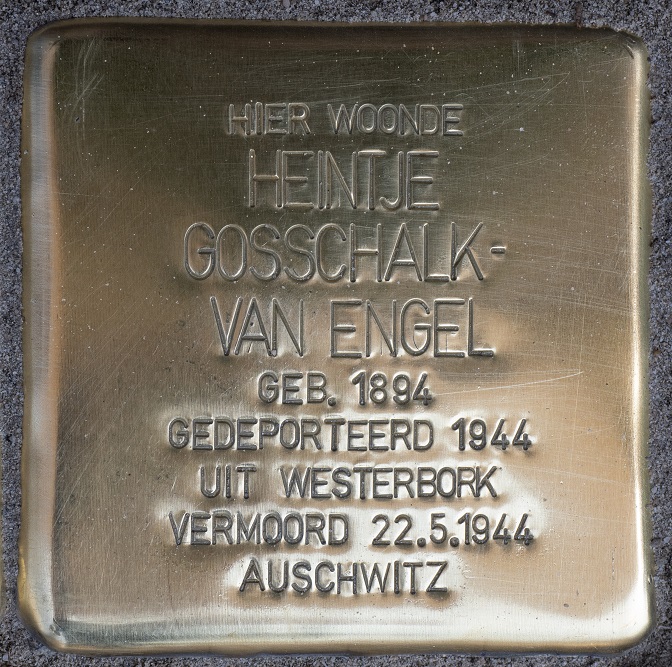 HIER WOONDE
HEINTJE
GOSSCHALK-
VAN ENGEL
GEB. 1894
GEDEPORTEERD 1944
UIT WESTERBORK
VERMOORD 22.5.1944
AUSCHWITZ